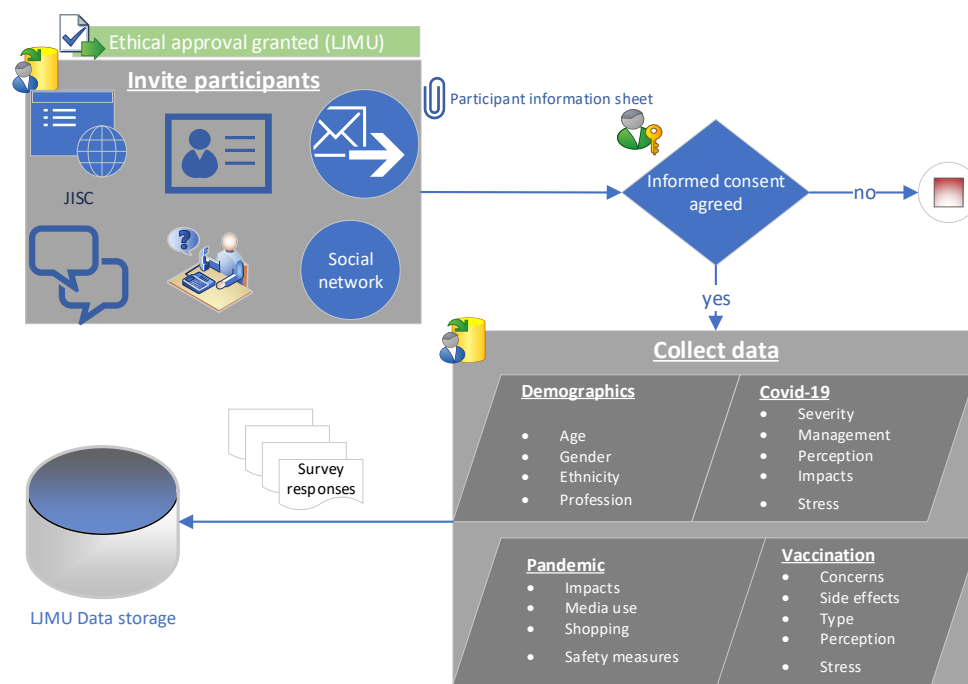 Ethical approval granted (LJMU)
Invite participants
JISC
?
Social
network
Participant information sheet
Informed consent
agreed
no
yes
Collect data
Demographics
• Age
• Gender
• Ethnicity
• Profession
Covid-19
• Severity
• Management
• Perception
• Impacts
• Stress
Pandemic
• Impacts
• Media use
• Shopping
• Safety measures
Vaccination
• Concerns
• Side effects
• Type
• Perception
• Stress
Survey
responses
LJMU Data storage